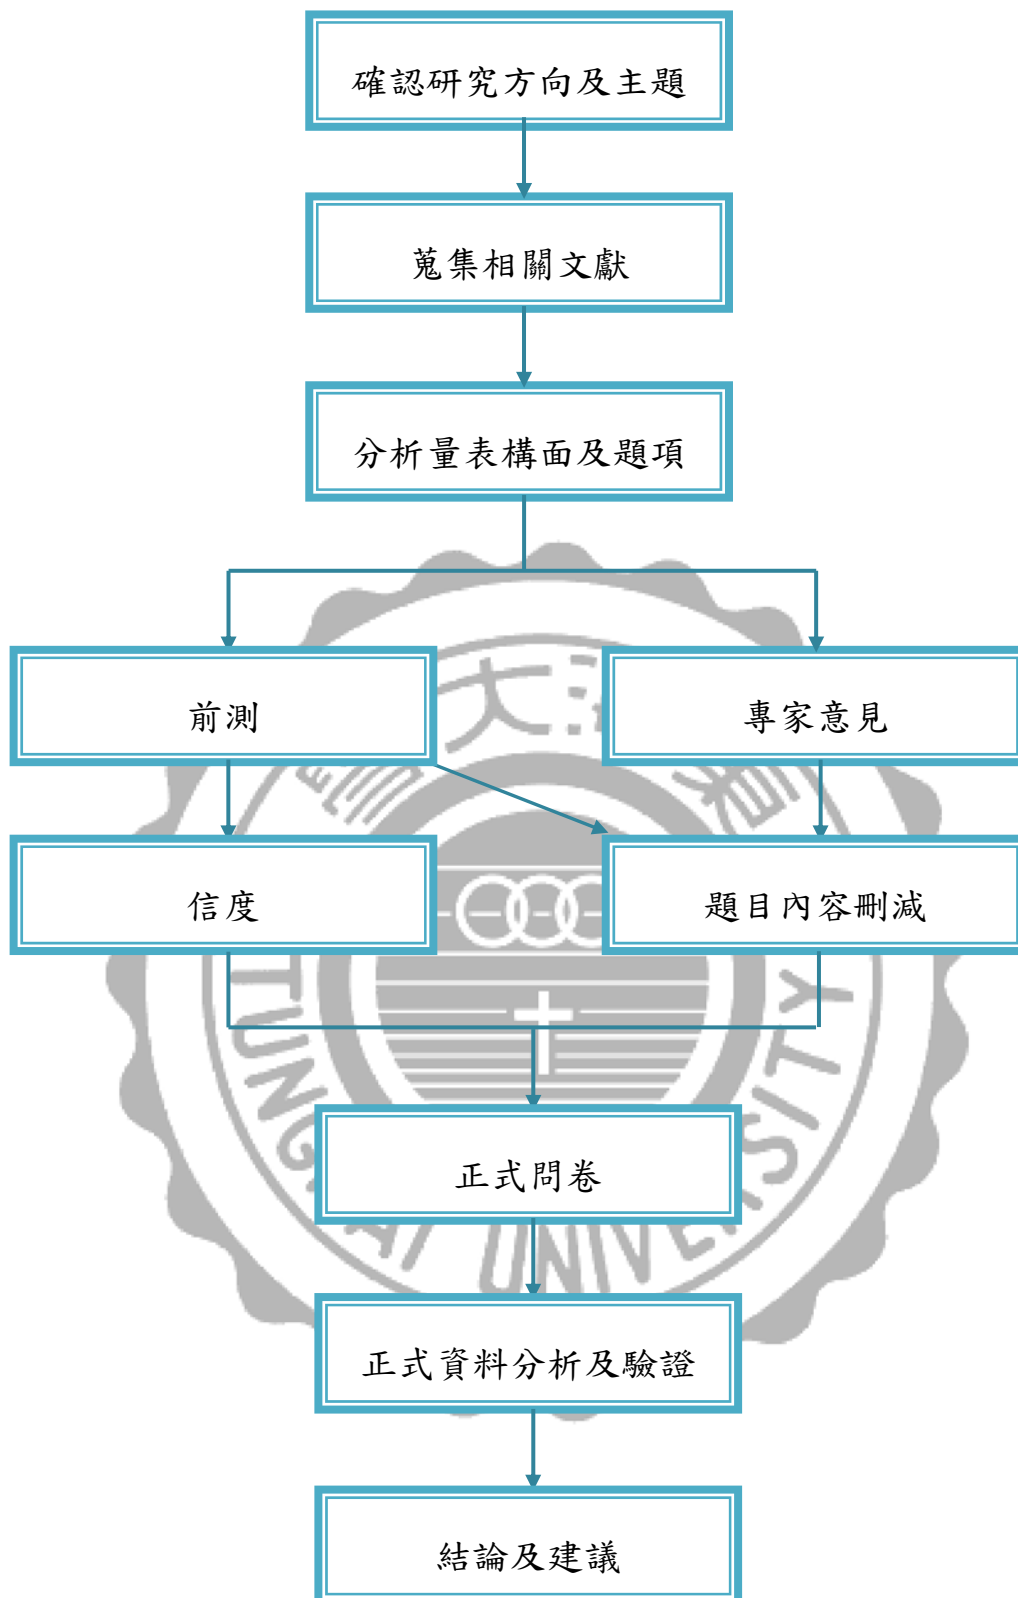 確認研究方向及主題
蒐集相關文獻
分析量表構面及題項
前測
專家意見
信度
題目內容刪減
正式問卷
正式資料分析及驗證
結論及建議
UNIVERSITY